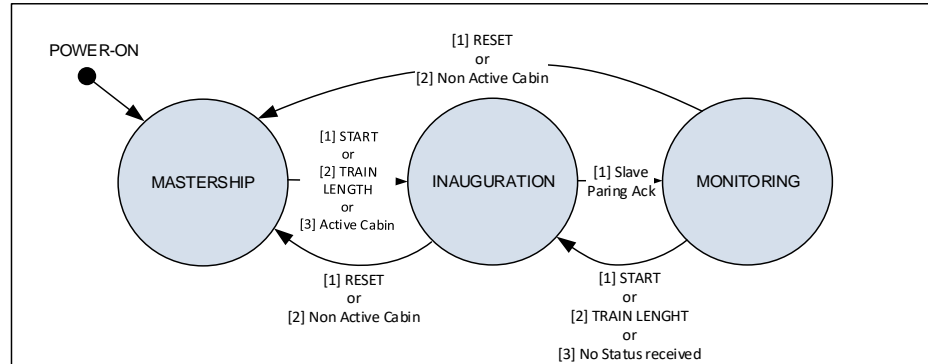 POWER-ON
[1] RESET
or
[2] Non Active Cabin
MASTERSHIP
[1] START
or
[2] TRAIN
LENGTH
or
[3] Active Cabin
INAUGURATION
[1] Slave
Paring Ack
MONITORING
[1] RESET
or
[2] Non Active Cabin
[1] START
or
[2] TRAIN LENGHT
or
[3] No Status received